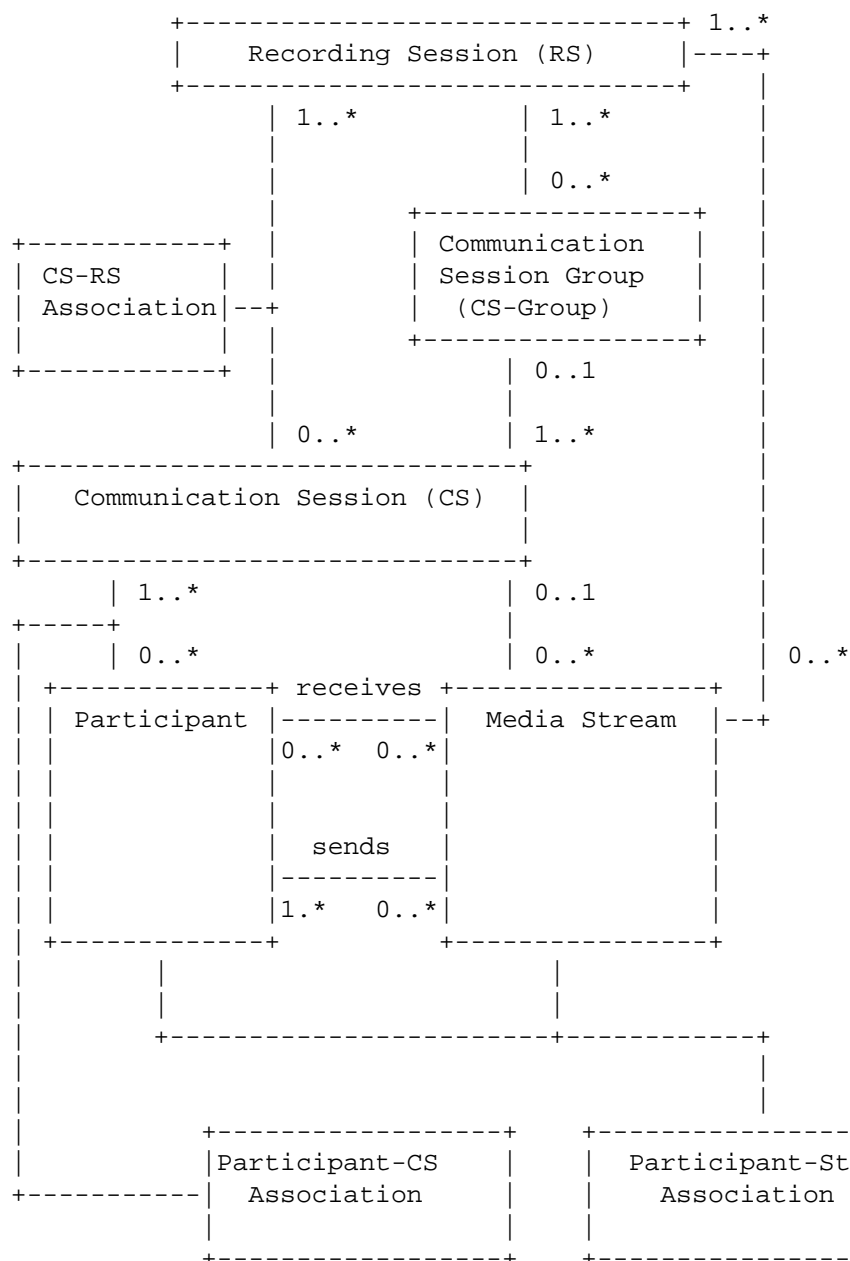 1..*
Recording Session (RS)
1..* 1..*
0..*
Communication
CS-RS Session Group
Association (CS-Group)
0..1
0..* 1..*
Communication Session (CS)
1..* 0..1
0..* 0..* 0..*
receives
Participant Media Stream
0..* 0..*
sends
1.* 0..*
Participant-CS Participant-St
Association Association